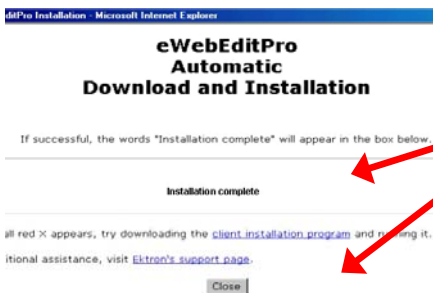 ditPro Installation - Microsoft Internet Explorer
eWebEditPro
Automatic
Download and Installation
If successful, the words "Installation complete" will appear in the box below.
Installation complete
all red X appears, try downloading the client installation program and running it.
itional assistance, visit Ektron's support page.
Close